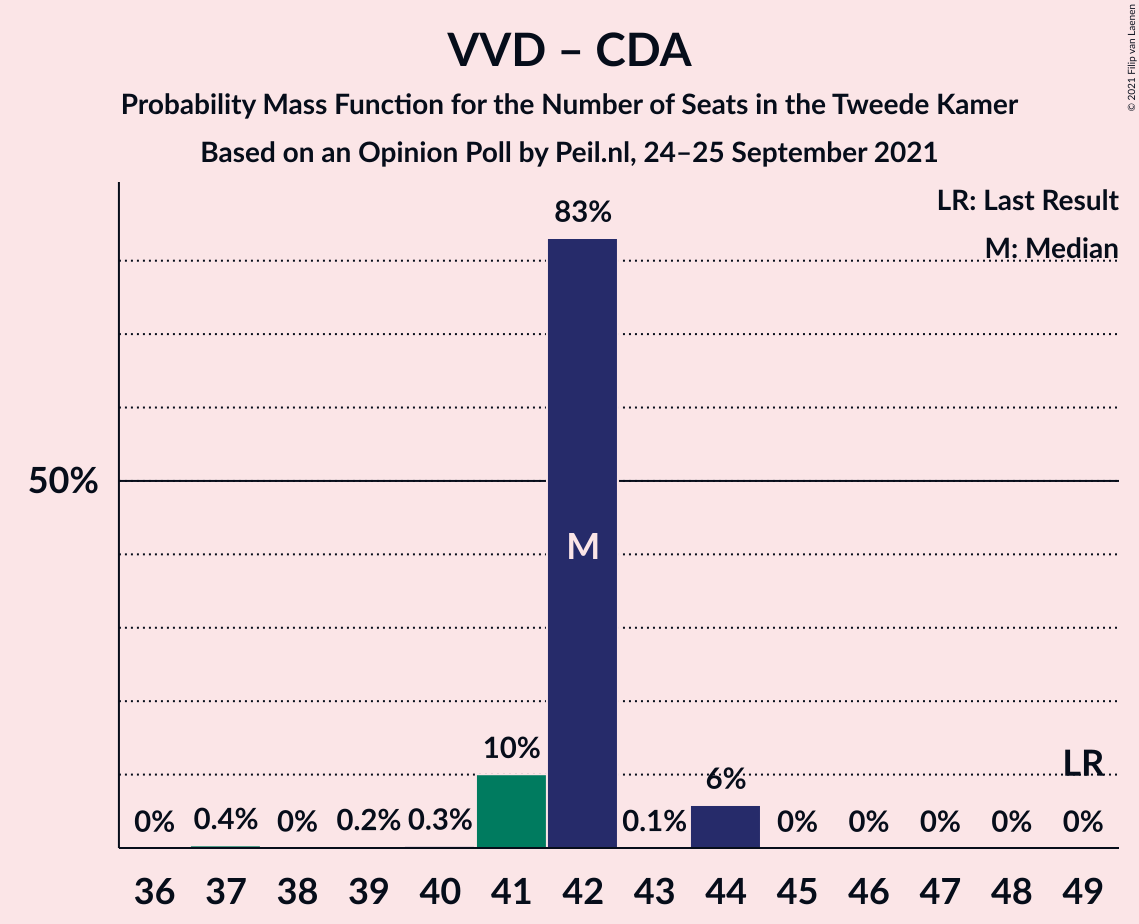 VVD – CDA
Probability Mass Function for the Number of Seats in the Tweede Kamer
Based on an Opinion Poll by Peil.nl, 24–25 September 2021
© 2021 Filip van Laenen
LR: Last Result
M: Median
83%
50%
M
10%
LR
6%
0% 0.4% 0% 0.2% 0.3% 0.1% 0% 0% 0% 0% 0%
36 37 38 39 40 41 42 43 44 45 46 47 48 49